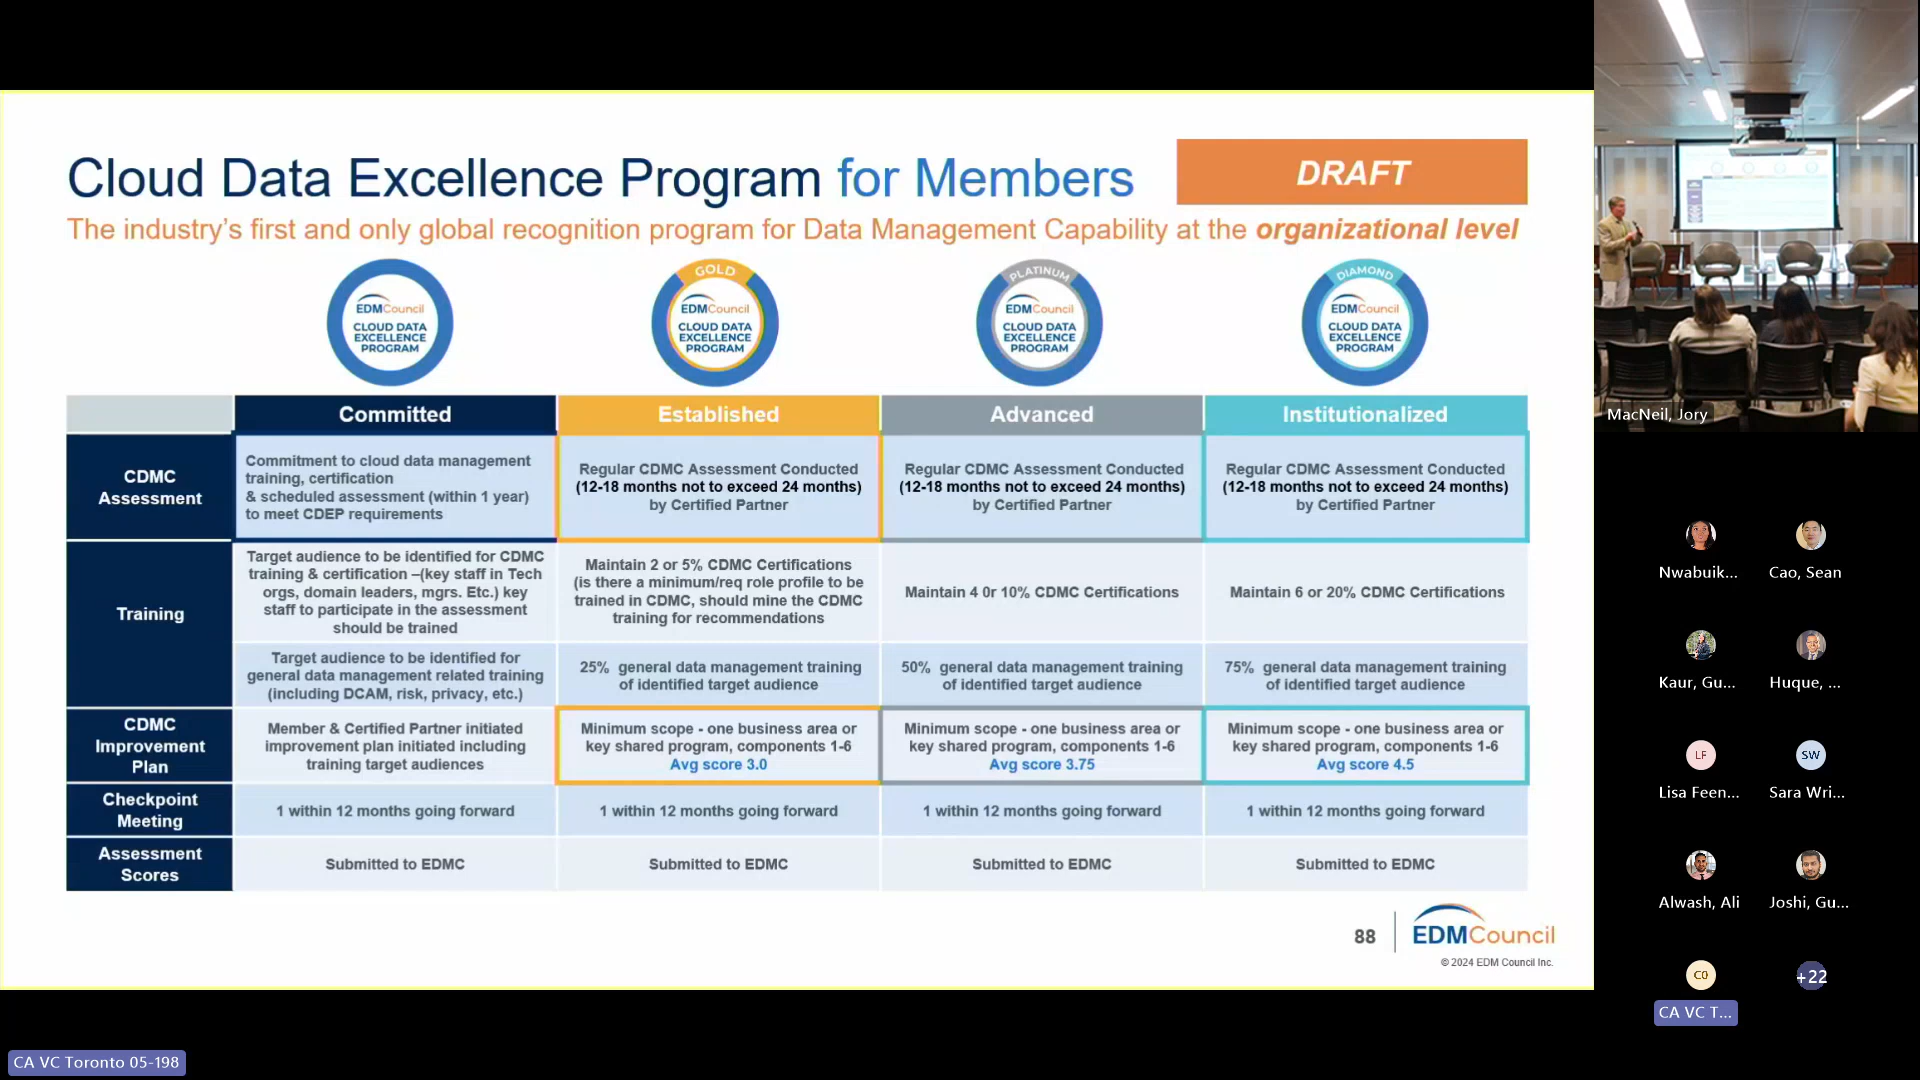 Cloud Data Excellence Program for Members
DRAFT
The industry's first and only global recognition program for Data Management Capability at the organizational level
EDMCouncil
CLOUD DATA
EXCELLENCE
PROGRAM
GOLD
EDMCouncil
CLOUD DATA
EXCELLENCE
PROGRAM
PLATINUM
EDMCouncil
CLOUD DATA
EXCELLENCE
PROGRAM
DIAMOND
EDMCouncil
CLOUD DATA
EXCELLENCE
PROGRAM
Committed
Established
Advanced
Institutionalized
CDMC
Assessment
Commitment to cloud data management
training, certification
& scheduled assessment (within 1 year)
to meet CDEP requirements
Regular CDMC Assessment Conducted
(12-18 months not to exceed 24 months)
by Certified Partner
Regular CDMC Assessment Conducted
(12-18 months not to exceed 24 months)
by Certified Partner
Regular CDMC Assessment Conducted
(12-18 months not to exceed 24 months)
by Certified Partner
Training
Target audience to be identified for CDMC
training & certification –(key staff in Tech
orgs, domain leaders, mgrs. Etc.) key
staff to participate in the assessment
should be trained
Maintain 2 or 5% CDMC Certifications
(is there a minimum/req role profile to be
trained in CDMC, should mine the CDMC
training for recommendations
Maintain 4 0r 10% CDMC Certifications
Maintain 6 or 20% CDMC Certifications
Target audience to be identified for
general data management related training
(including DCAM, risk, privacy, etc.)
25% general data management training
of identified target audience
50% general data management training
of identified target audience
75% general data management training
of identified target audience
CDMC
Improvement
Plan
Member & Certified Partner initiated
improvement plan initiated including
training target audiences
Minimum scope - one business area or
key shared program, components 1-6
Avg score 3.0
Minimum scope - one business area or
key shared program, components 1-6
Avg score 3.75
Minimum scope - one business area or
key shared program, components 1-6
Avg score 4.5
Checkpoint
Meeting
1 within 12 months going forward
1 within 12 months going forward
1 within 12 months going forward
1 within 12 months going forward
Assessment
Scores
Submitted to EDMC
Submitted to EDMC
Submitted to EDMC
Submitted to EDMC
88
EDMCouncil
© 2024 EDM Council Inc.
MacNeil, Jory
Nwabuik...
Cao, Sean
Kaur, Gu...
Huque, ...
LF
SW
Lisa Feen...
Sara Wri...
Alwash, Ali
Joshi, Gu...
C0
+22
CA VC T...
CA VC Toronto 05-198